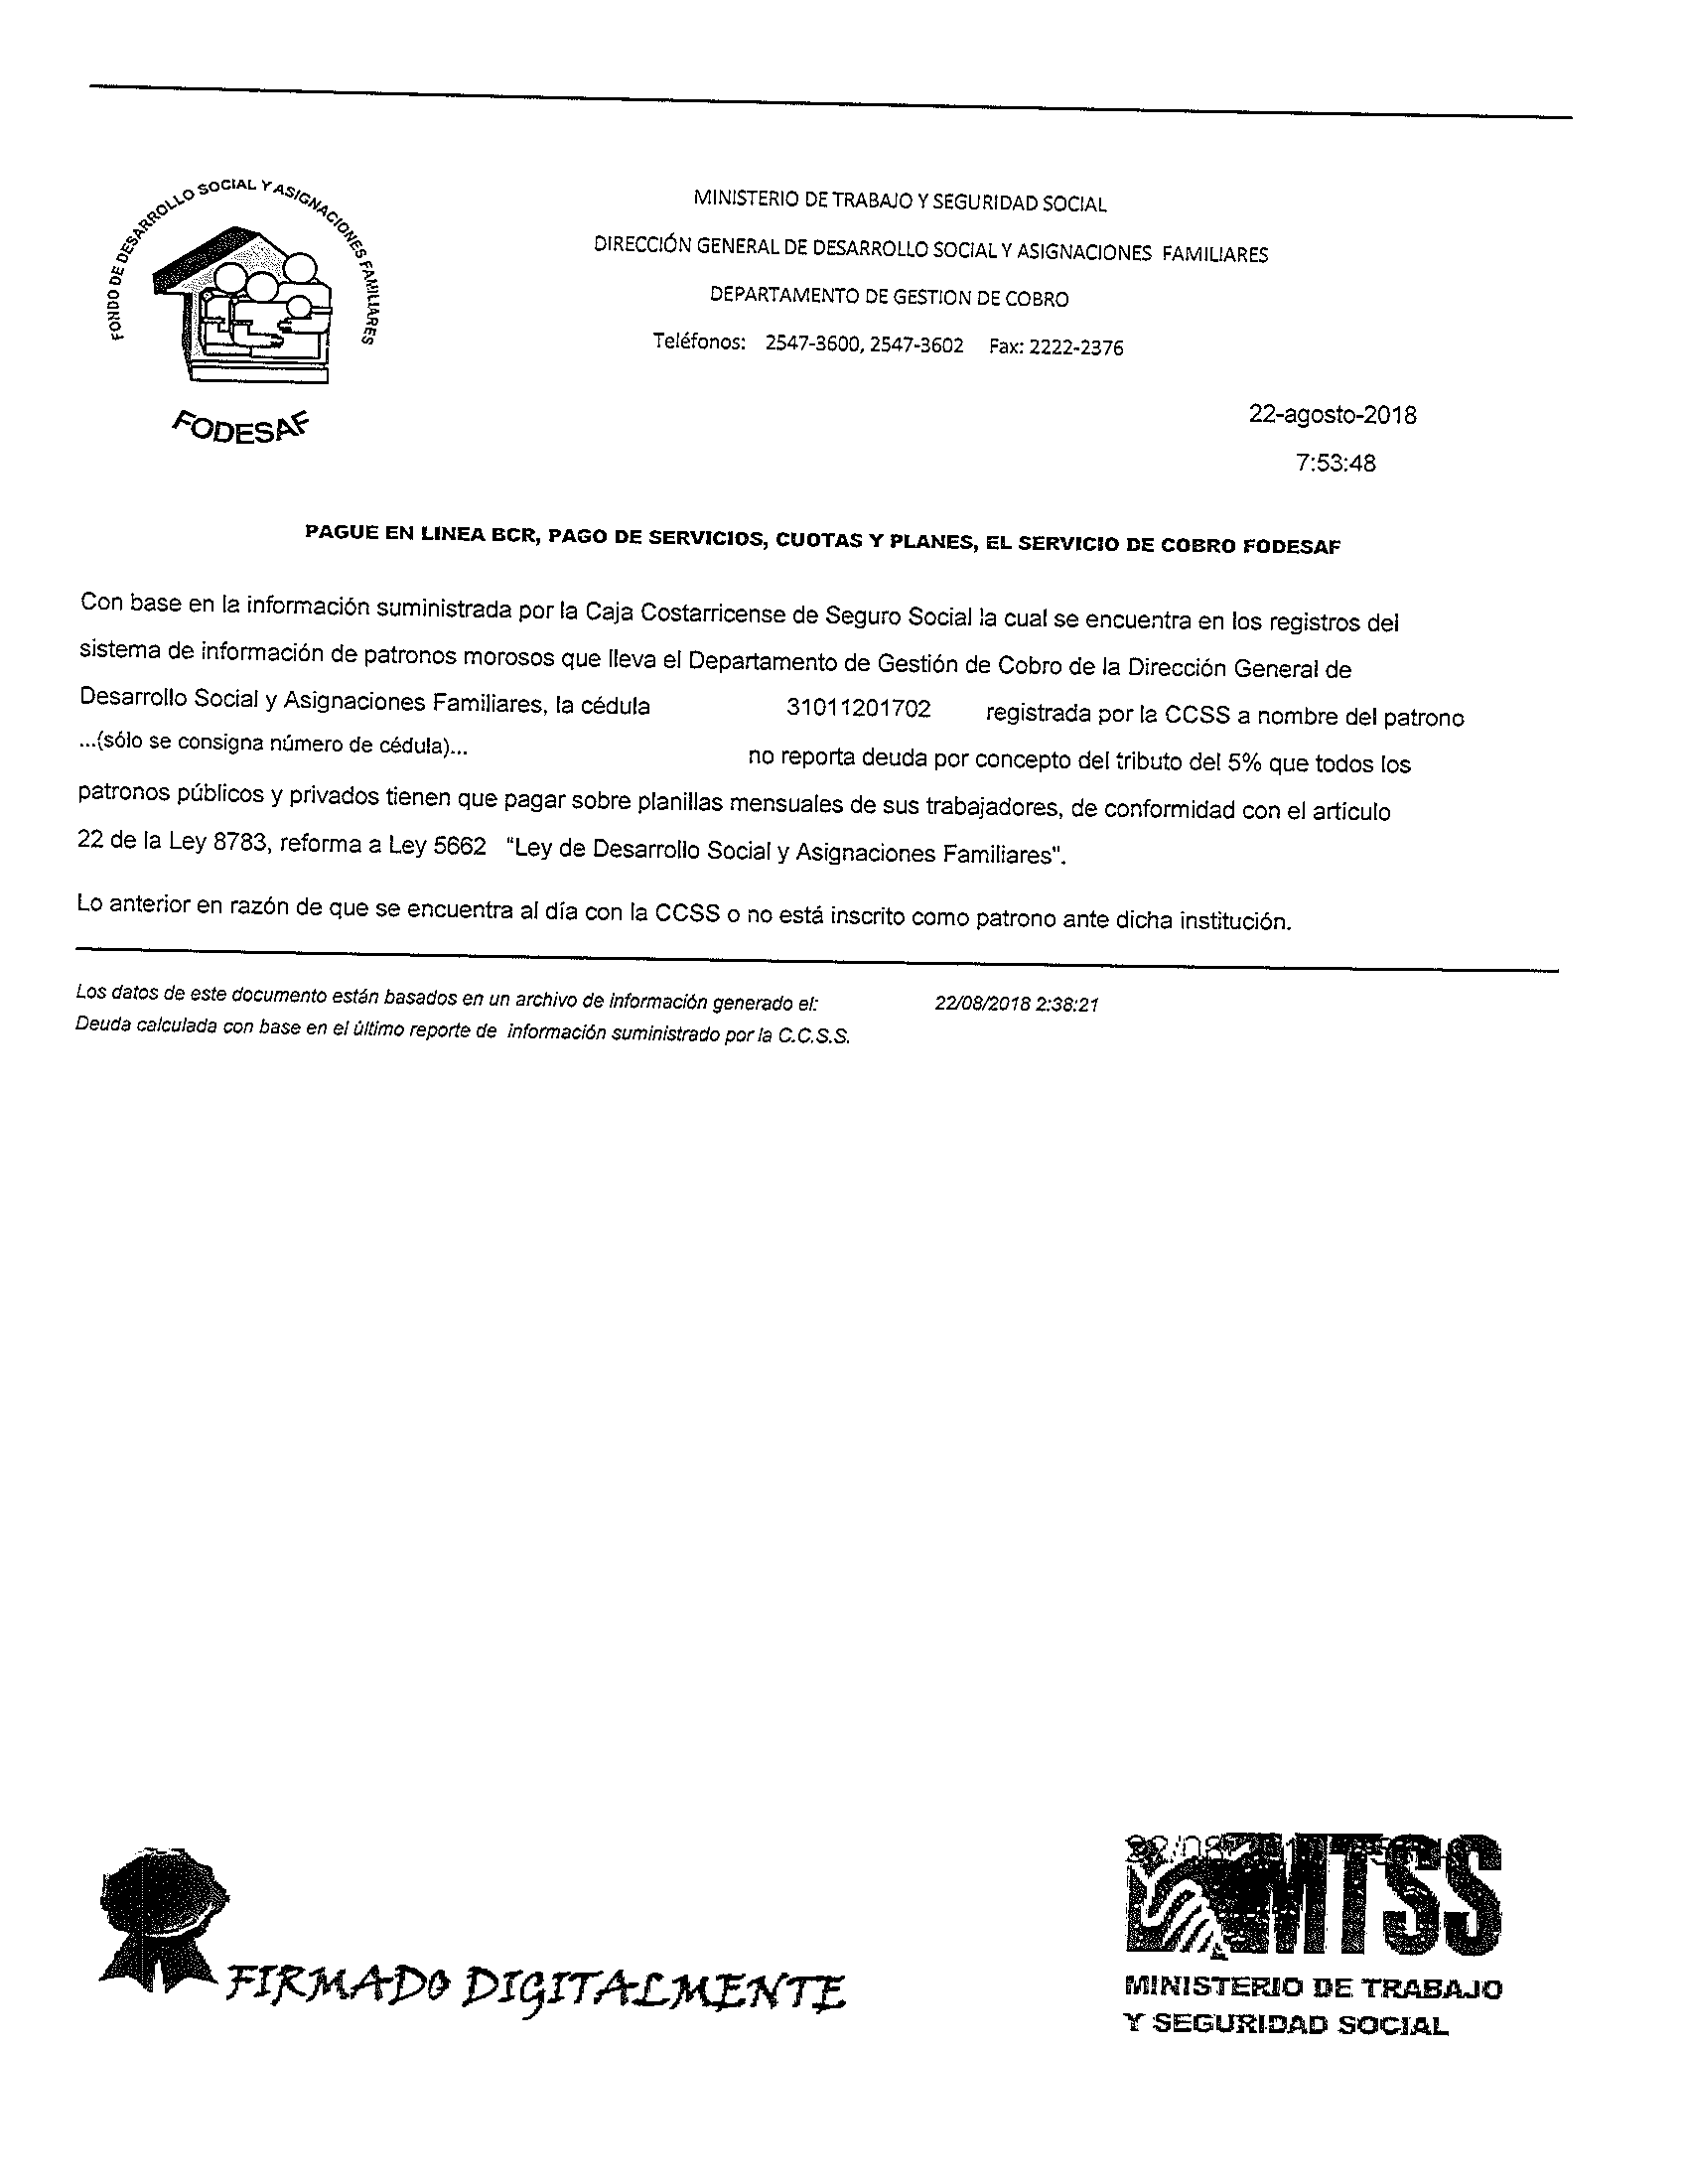 FONDO DE DESARROLLO SOCIAL Y ASIGNACIONES FAMILIARES
FODESAF
MINISTERIO DE TRABAJO Y SEGURIDAD SOCIAL
DIRECCIÓN GENERAL DE DESARROLLO SOCIAL Y ASIGNACIONES FAMILIARES
DEPARTAMENTO DE GESTION DE COBRO
Teléfonos: 2547-3600, 2547-3602 Fax: 2222-2376
22-agosto-2018
7:53:48
PAGUE EN LINEA BCR, PAGO DE SERVICIOS, CUOTAS Y PLANES, EL SERVICIO DE COBRO FODESAF
Con base en la información suministrada por la Caja Costarricense de Seguro Social la cual se encuentra en los registros del
sistema de información de patronos morosos que lleva el Departamento de Gestión de Cobro de la Dirección General de
Desarrollo Social y Asignaciones Familiares, la cédula 31011201702 registrada por la CCSS a nombre del patrono
...(sólo se consigna número de cédula)... no reporta deuda por concepto del tributo del 5% que todos los
patronos públicos y privados tienen que pagar sobre planillas mensuales de sus trabajadores, de conformidad con el articulo
22 de la Ley 8783, reforma a Ley 5662 "Ley de Desarrollo Social y Asignaciones Familiares".
Lo anterior en razón de que se encuentra al día con la CCSS o no está inscrito como patrono ante dicha institución.
Los datos de este documento están basados en un archivo de información generado el: 22/08/2018 2:38:21
Deuda calculada con base en el último reporte de información suministrado por la C.C.S.S.
FIRMADO DIGITALMENTE
MTSS
MINISTERIO DE TRABAJO
Y SEGURIDAD SOCIAL